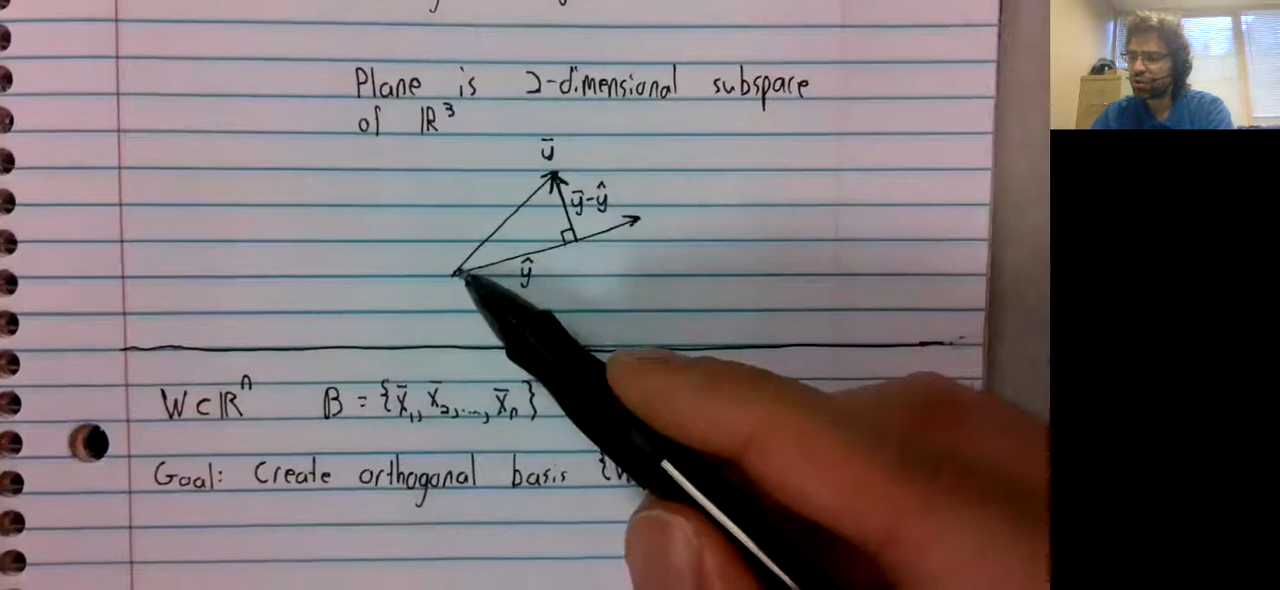 Plane is 2-dimensional subspace
of ℝ³
ȳ
ȳ-ŷ
ŷ
W⊂ℝⁿ β = {x̄₁, x̄₂, ..., x̄ₚ}
Goal: Create orthogonal basis {